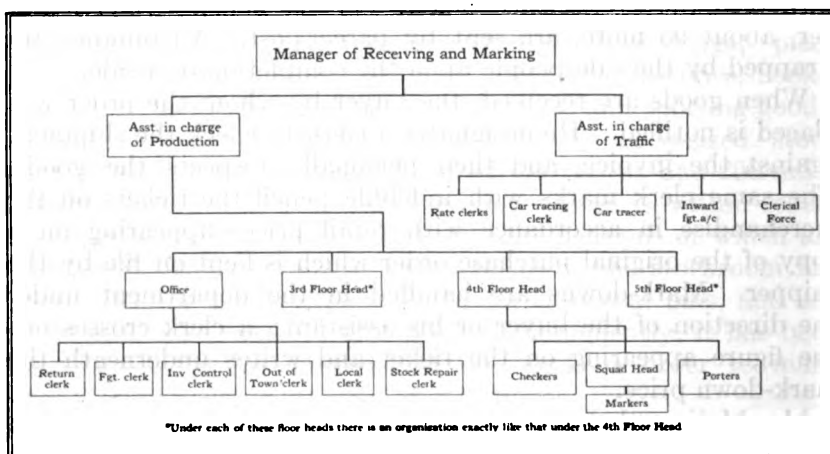 Manager of Receiving and Marking
Asst. in charge
of Production
Asst. in charge
of Traffic
Rate clerks
Car tracing
clerk
Car tracer
Inward
fgt. a/c
Clerical
Force
Office
3rd Floor Head*
4th Floor Head
5th Floor Head*
Return
clerk
Fgt. clerk
Inv Control
clerk
Out of
Town clerk
Local
clerk
Stock Repair
clerk
Checkers
Squad Head
Porters
Markers
*Under each of these floor heads there is an organization exactly like that under the 4th Floor Head